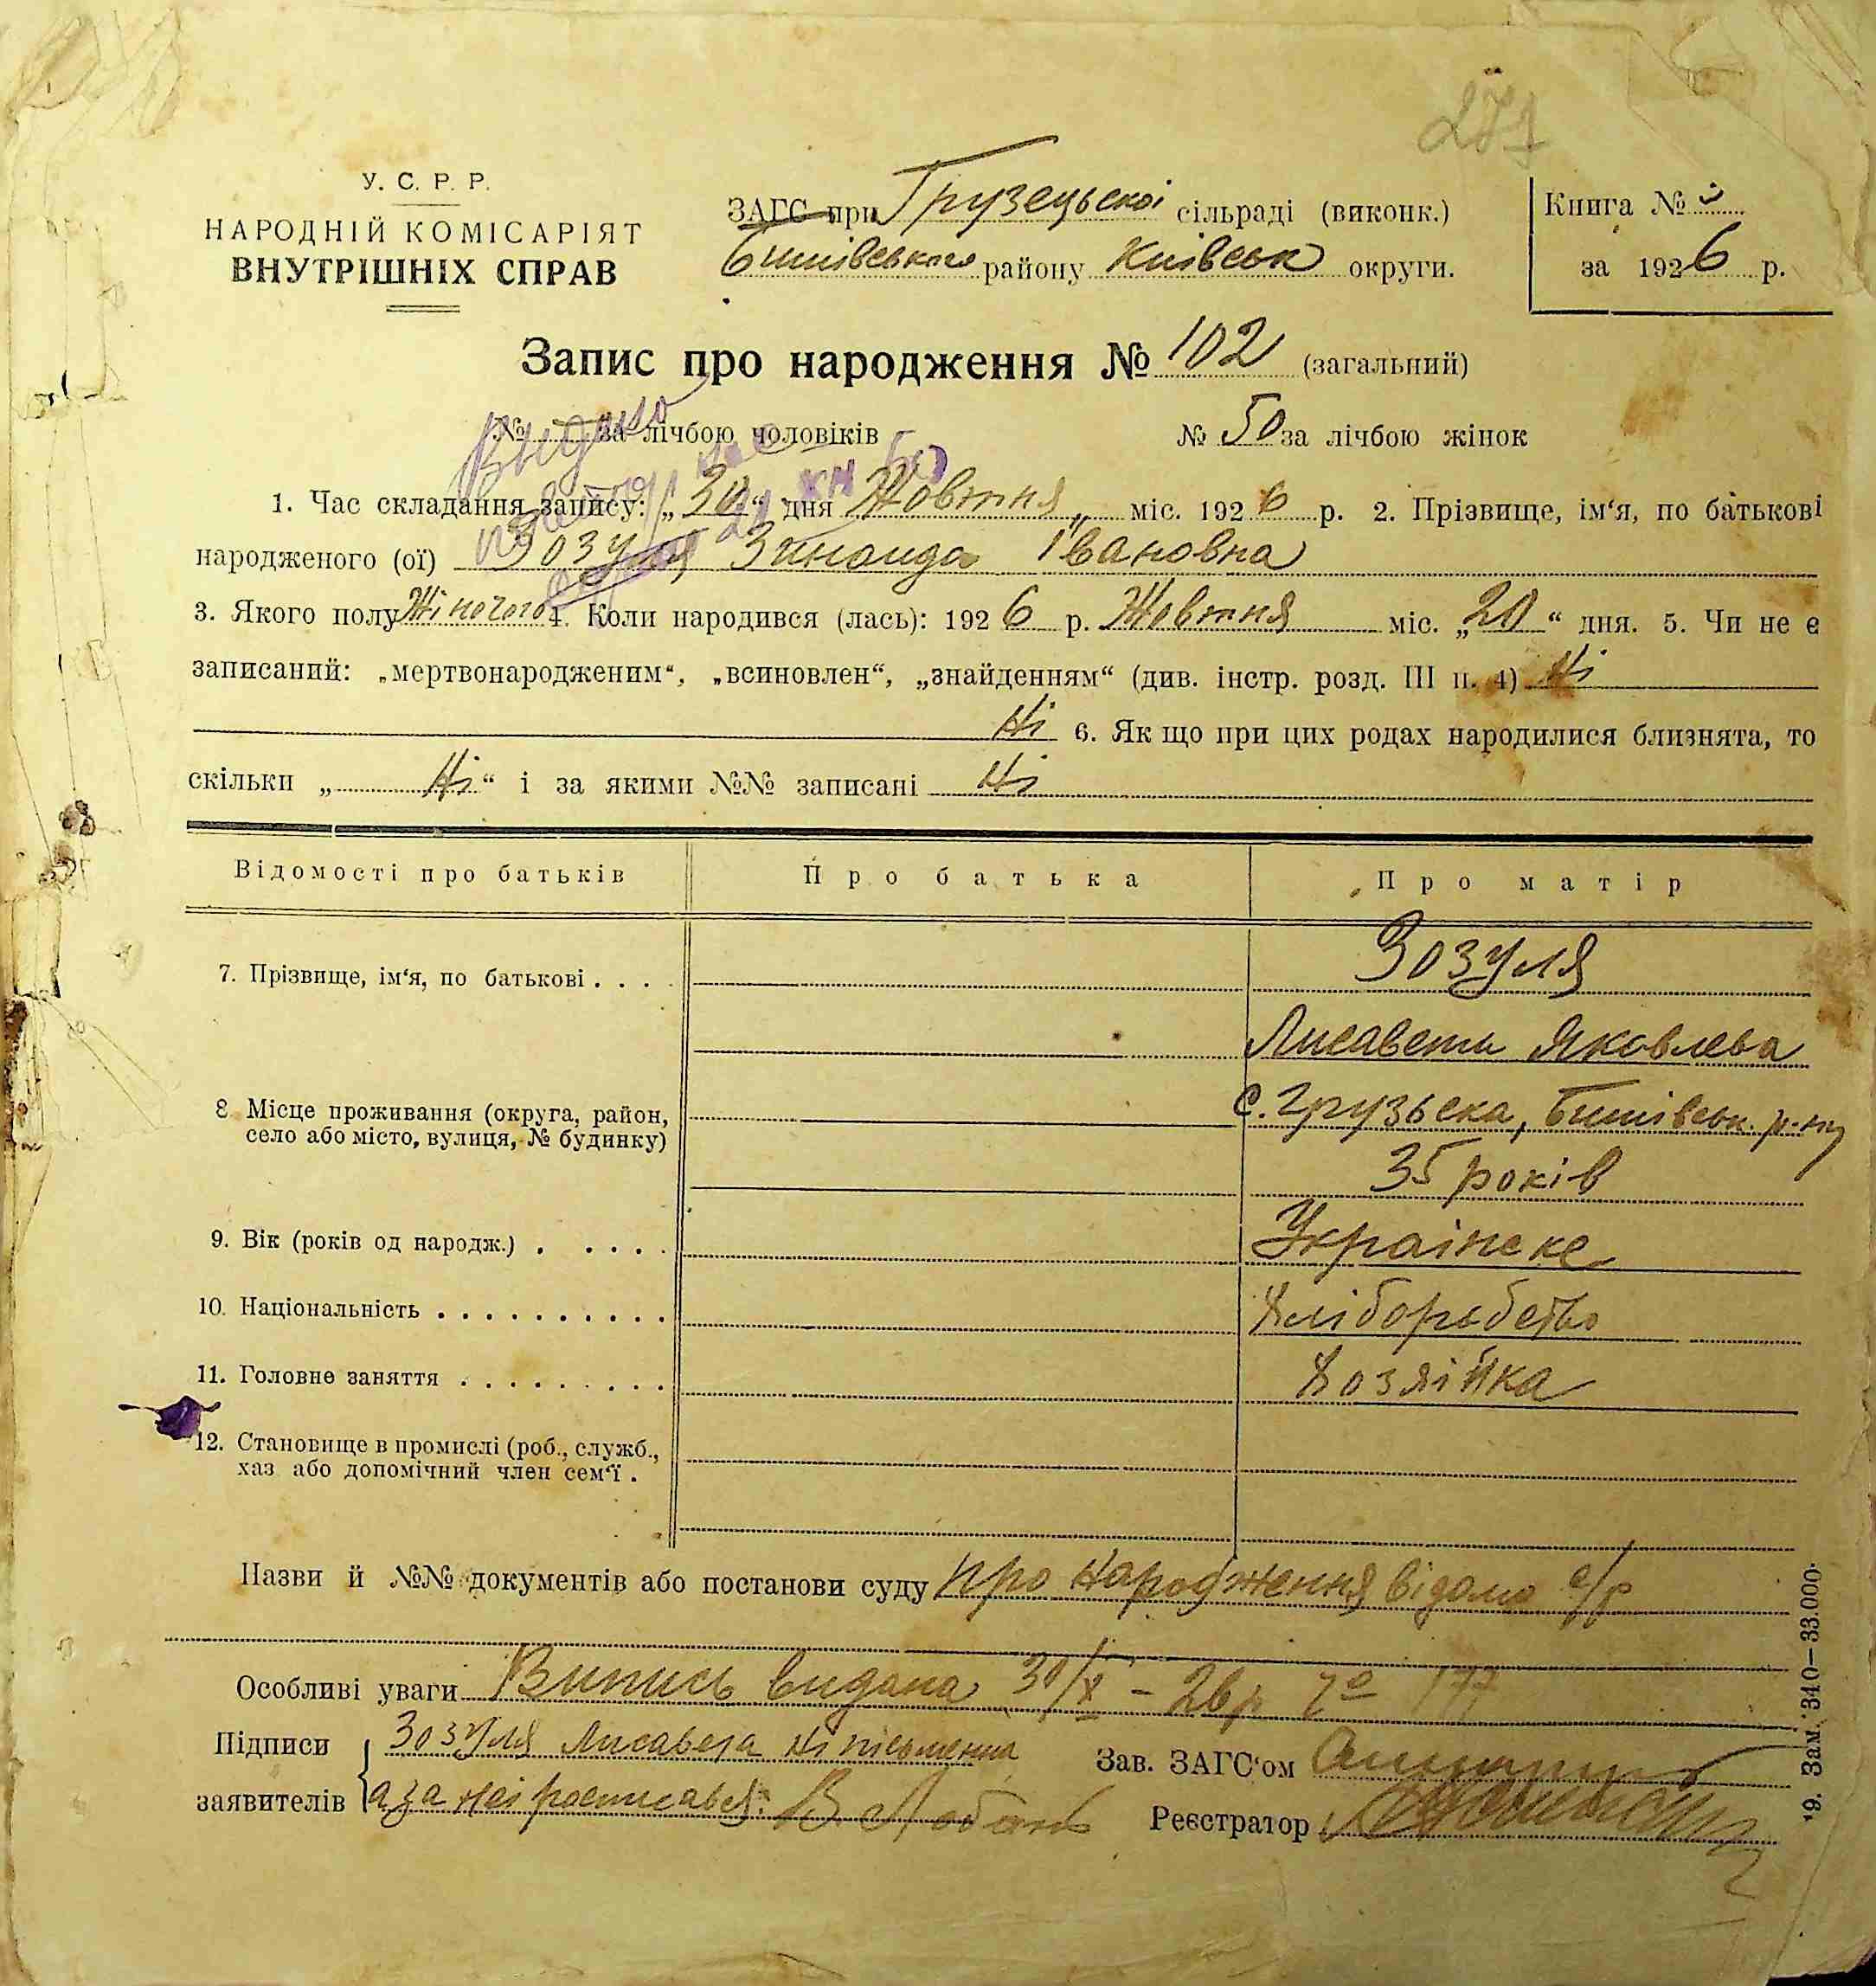 271
У. С. Р. Р.
НАРОДНІЙ КОМІСАРІЯТ
ВНУТРІШНІХ СПРАВ
ЗАГС при Грузецької сільраді (виконк.)
Бишівського району Київськ округи.
Книга №
за 1926 р.
Запис про народження № 102 (загальний)
№ за лічбою чоловіків № 50 за лічбою жінок
1. Час складання запису: „30“ дня Жовтня міс. 1926 р. 2. Прізвище, ім‘я, по батькові
народженого (ої) Зозуля Зинаида Івановна
3. Якого полу Жіночого 4. Коли народився (лась): 1926 р. Жовтня міс. „20“ дня. 5. Чи не є
записаний: „мертвонародженим“, „всиновлен“, „знайденням“ (див. інстр. розд. III п. 4) Ні
Ні 6. Як що при цих родах народилися близнята, то
скільки „Ні“ і за якими №№ записані Ні
Відомості про батьків Про батька Про матір
7. Прізвище, ім‘я, по батькові . . . . Зозуля
Лисавета Яковлева
8. Місце проживання (округа, район, село або місто, вулиця, № будинку) с. Грузьска, Бишівськ. р-ну
35 років
9. Вік (років од народж.) . . . . . Українске
10. Національність . . . . . . . . . . Хліборобство
11. Головне заняття . . . . . . . . . Хозяійка
12. Становище в промислі (роб., служб.,
хаз або допомічний член сем‘ї .
Назви й №№ документів або постанови суду про народження відомо с/р
Особливі уваги Випись видана 30/X - 26 р 177
Підписи заявителів Зозуля Лисавета ні письменна
а за неї росписався:
Зав. ЗАГС‘ом
Реєстратор
19. Зам. 340—33.000.